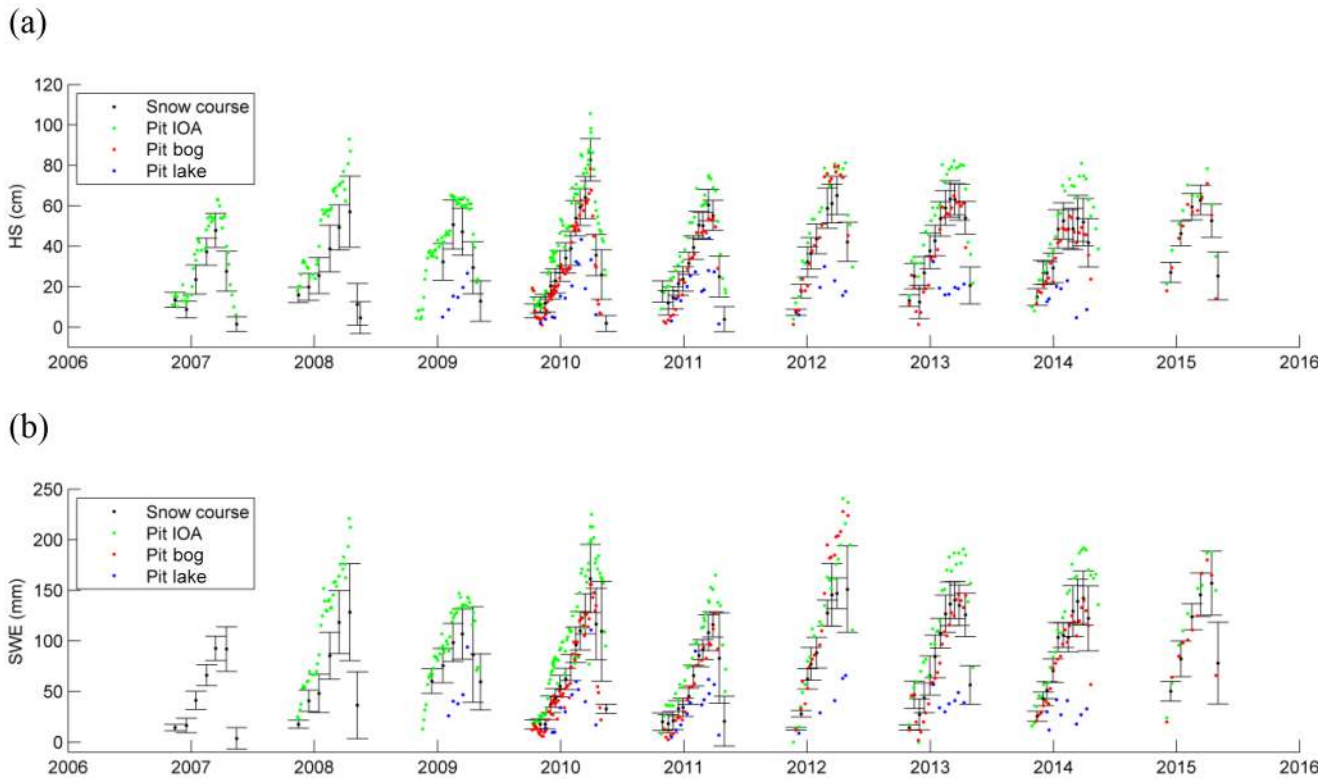 (a)
120
100
80
60
40
20
0
HS (cm)
Snow course
Pit IOA
Pit bog
Pit lake
2006 2007 2008 2009 2010 2011 2012 2013 2014 2015 2016
(b)
250
200
150
100
50
0
SWE (mm)
Snow course
Pit IOA
Pit bog
Pit lake
2006 2007 2008 2009 2010 2011 2012 2013 2014 2015 2016